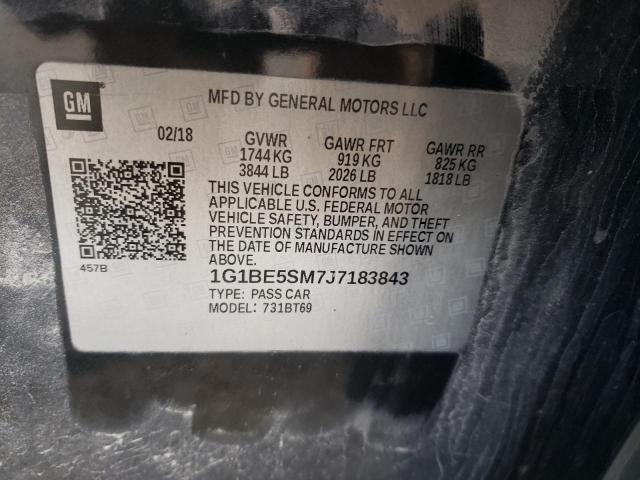 GM
MFD BY GENERAL MOTORS LLC
02/18 GVWR GAWR FRT GAWR RR
1744 KG 919 KG 825 KG
3844 LB 2026 LB 1818 LB
THIS VEHICLE CONFORMS TO ALL
APPLICABLE U.S. FEDERAL MOTOR
VEHICLE SAFETY, BUMPER, AND THEFT
PREVENTION STANDARDS IN EFFECT ON
THE DATE OF MANUFACTURE SHOWN
ABOVE.
457B
1G1BE5SM7J7183843
TYPE: PASS CAR
MODEL: 731BT69